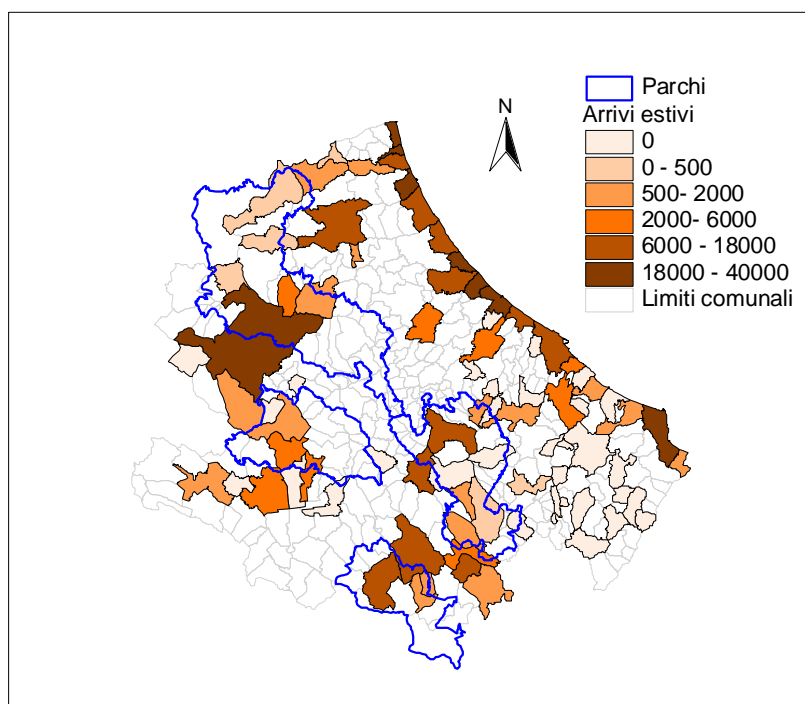 N
Parchi
Arrivi estivi
0
0 - 500
500- 2000
2000- 6000
6000 - 18000
18000 - 40000
Limiti comunali